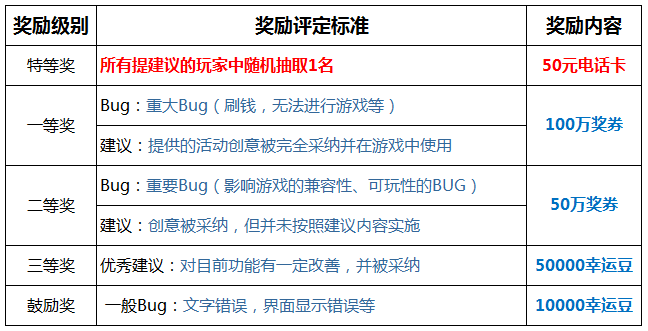 奖励级别 奖励评定标准 奖励内容
特等奖 所有提建议的玩家中随机抽取1名 50元电话卡
一等奖 Bug：重大Bug（刷钱，无法进行游戏等） 100万奖券
建议：提供的活动创意被完全采纳并在游戏中使用
二等奖 Bug：重要Bug（影响游戏的兼容性、可玩性的BUG） 50万奖券
建议：创意被采纳，但并未按照建议内容实施
三等奖 优秀建议：对目前功能有一定改善，并被采纳 50000幸运豆
鼓励奖 一般Bug：文字错误，界面显示错误等 10000幸运豆